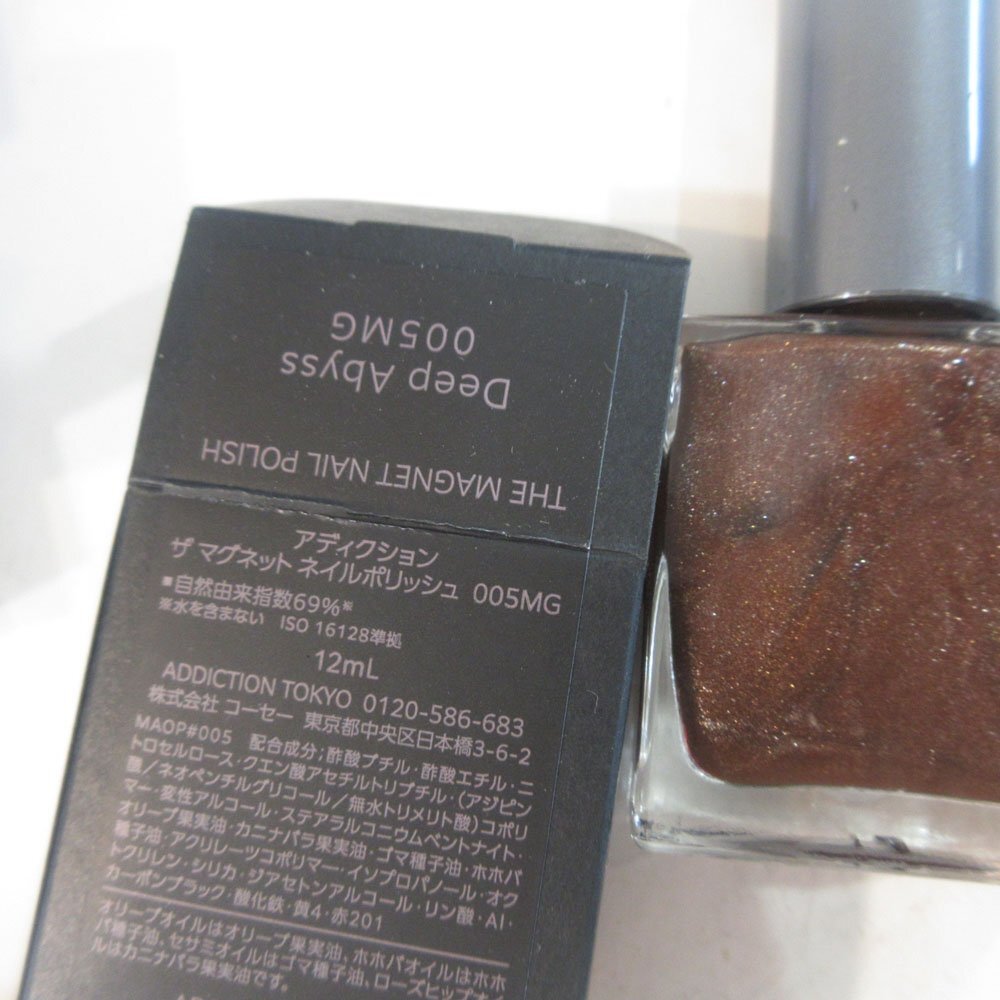 Deep Abyss
005MG
THE MAGNET NAIL POLISH
アディクション
ザ マグネット ネイルポリッシュ 005MG
■自然由来指数69%※
※水を含まない ISO 16128準拠
12mL
ADDICTION TOKYO 0120-586-683
株式会社 コーセー 東京都中央区日本橋3-6-2
MAOP#005 配合成分;酢酸ブチル・酢酸エチル・ニ
トロセルロース・クエン酸アセチルトリブチル・(アジピン
酸/ネオペンチルグリコール/無水トリメリト酸)コポリ
マー・変性アルコール・ステアラルコニウムベントナイト・
オリーブ果実油・カニナバラ果実油・ゴマ種子油・ホホバ
種子油・アクリレーツコポリマー・イソプロパノール・オク
トクリレン・シリカ・ジアセトンアルコール・リン酸・Al・
カーボンブラック・酸化鉄・黄4・赤201
オリーブオイルはオリーブ果実油、ホホバオイルはホホ
バ種子油、セサミオイルはゴマ種子油、ローズヒップオイ
ルはカニナバラ果実油です。